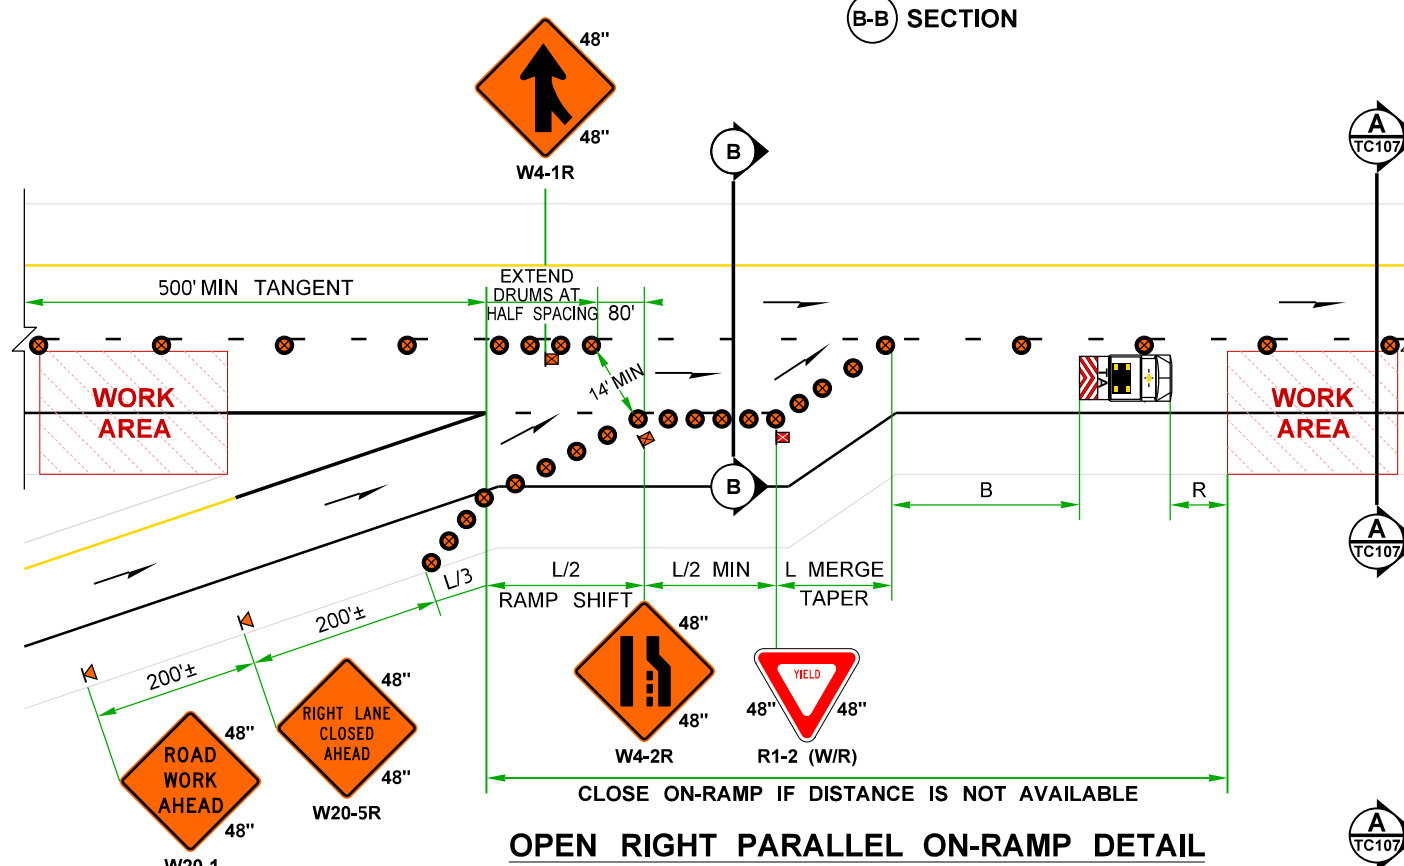 B-B SECTION
48"
48"
W4-1R
B
A
TC107
500' MIN TANGENT
EXTEND
DRUMS AT
HALF SPACING
80'
14' MIN
WORK
AREA
TA
WORK
AREA
B
B
R
A
TC107
L/3
L/2
RAMP SHIFT
L/2 MIN
L MERGE
TAPER
200'±
200'±
48"
48"
W4-2R
YIELD
48"
48"
R1-2 (W/R)
RIGHT LANE
CLOSED
AHEAD
48"
48"
W20-5R
ROAD
WORK
AHEAD
48"
48"
W20-1
CLOSE ON-RAMP IF DISTANCE IS NOT AVAILABLE
OPEN RIGHT PARALLEL ON-RAMP DETAIL
A
TC107